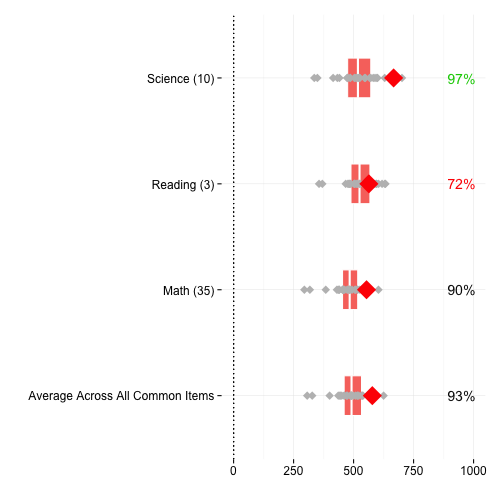 Science (10) 97%
Reading (3) 72%
Math (35) 90%
Average Across All Common Items 93%
0 250 500 750 1000